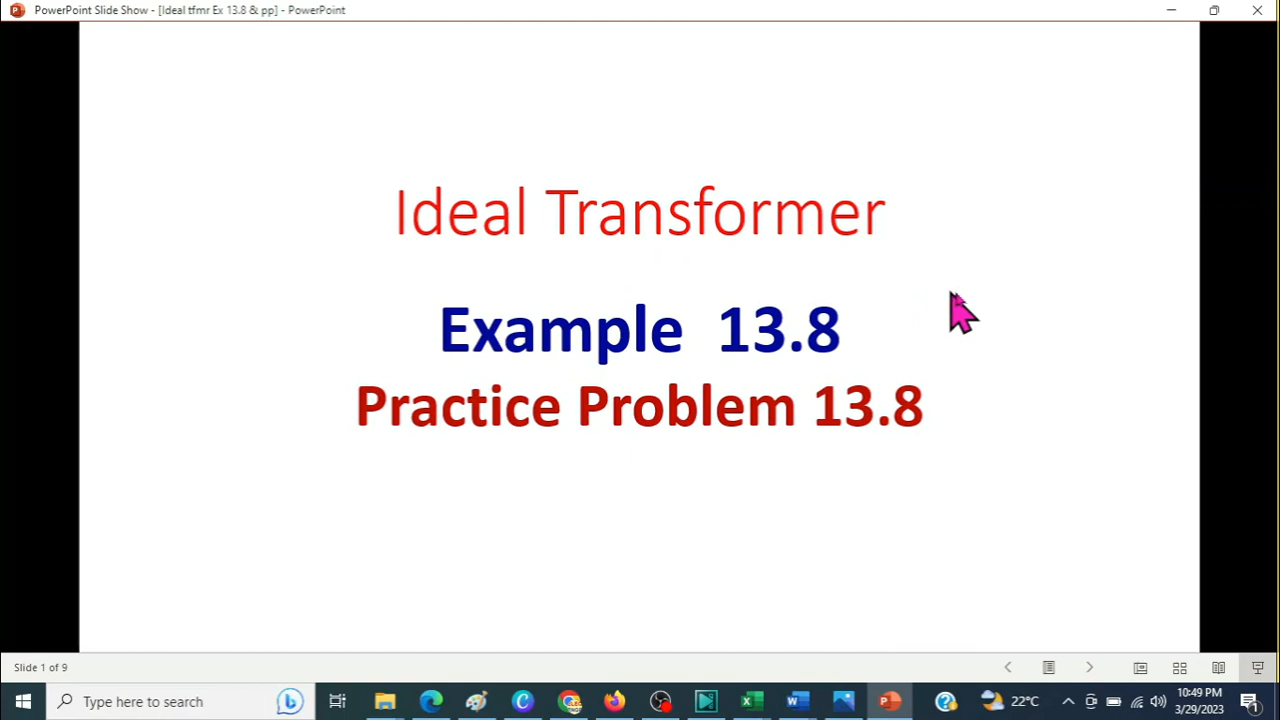 PowerPoint Slide Show - [Ideal tfmr Ex 13.8 & pp] - PowerPoint
Ideal Transformer
Example 13.8
Practice Problem 13.8
Slide 1 of 9
Type here to search
22°C
10:49 PM
3/29/2023
1